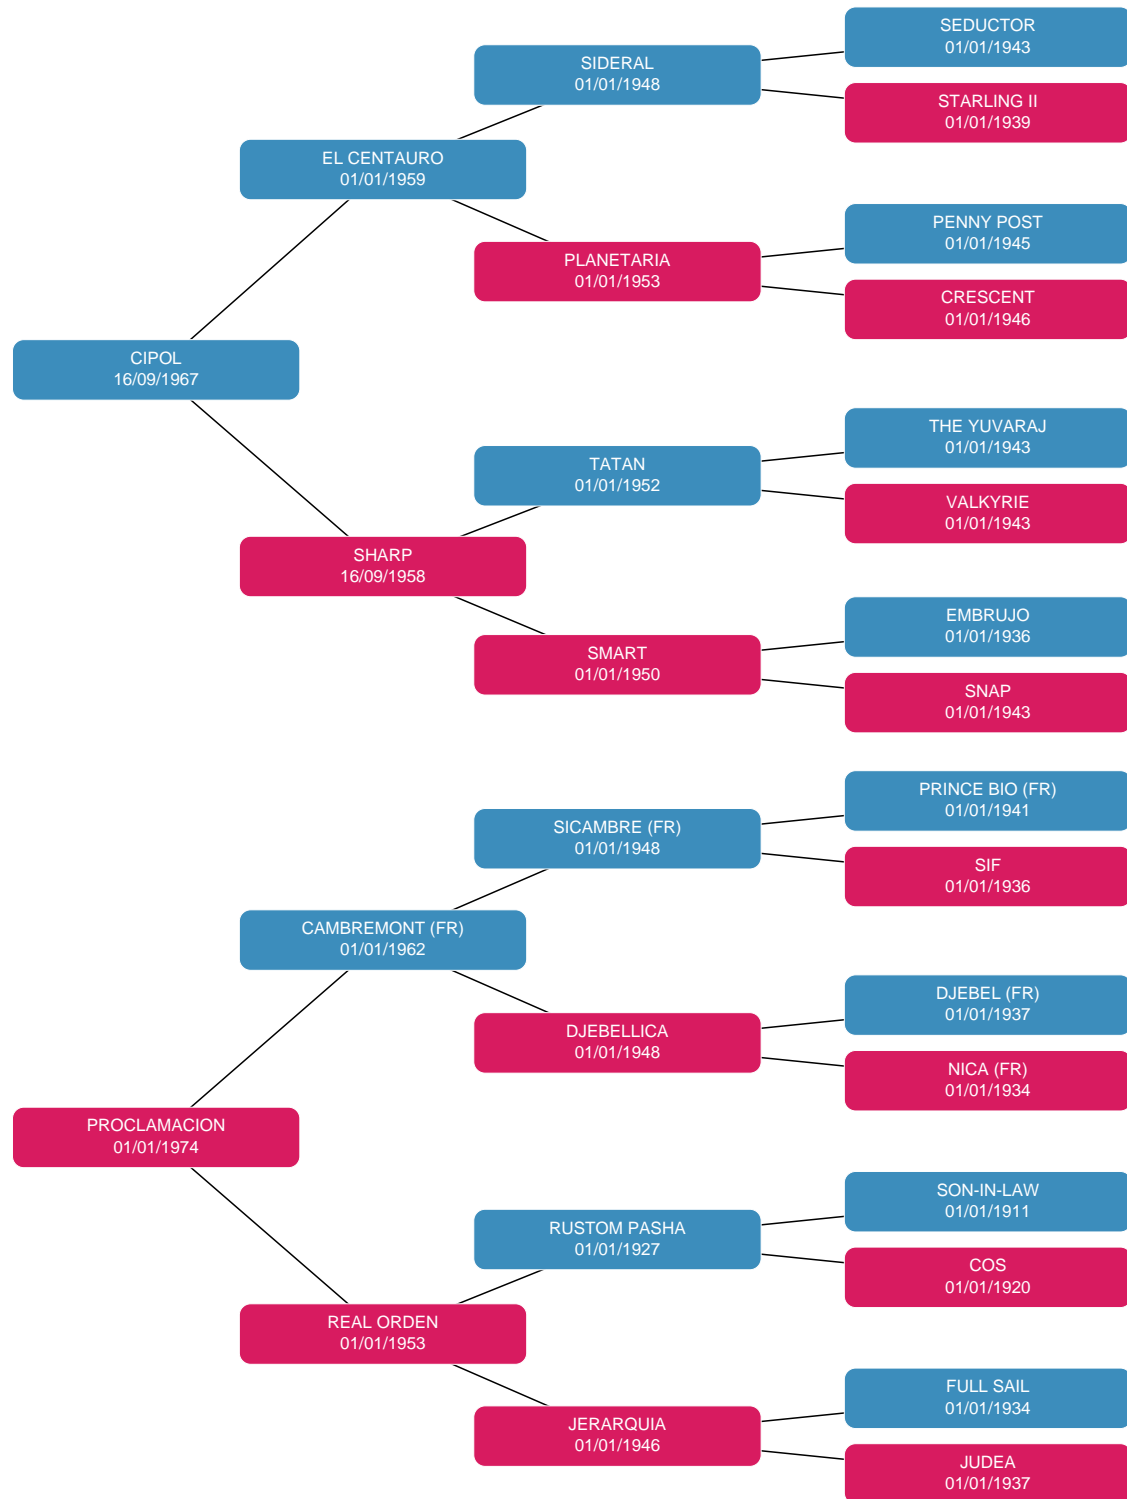 SEDUCTOR
01/01/1943
SIDERAL
01/01/1948
STARLING II
01/01/1939
EL CENTAURO
01/01/1959
PENNY POST
01/01/1945
PLANETARIA
01/01/1953
CRESCENT
01/01/1946
CIPOL
16/09/1967
THE YUVARAJ
01/01/1943
TATAN
01/01/1952
VALKYRIE
01/01/1943
SHARP
16/09/1958
EMBRUJO
01/01/1936
SMART
01/01/1950
SNAP
01/01/1943
PRINCE BIO (FR)
01/01/1941
SICAMBRE (FR)
01/01/1948
SIF
01/01/1936
CAMBREMONT (FR)
01/01/1962
DJEBEL (FR)
01/01/1937
DJEBELLICA
01/01/1948
NICA (FR)
01/01/1934
PROCLAMACION
01/01/1974
SON-IN-LAW
01/01/1911
RUSTOM PASHA
01/01/1927
COS
01/01/1920
REAL ORDEN
01/01/1953
FULL SAIL
01/01/1934
JERARQUIA
01/01/1946
JUDEA
01/01/1937